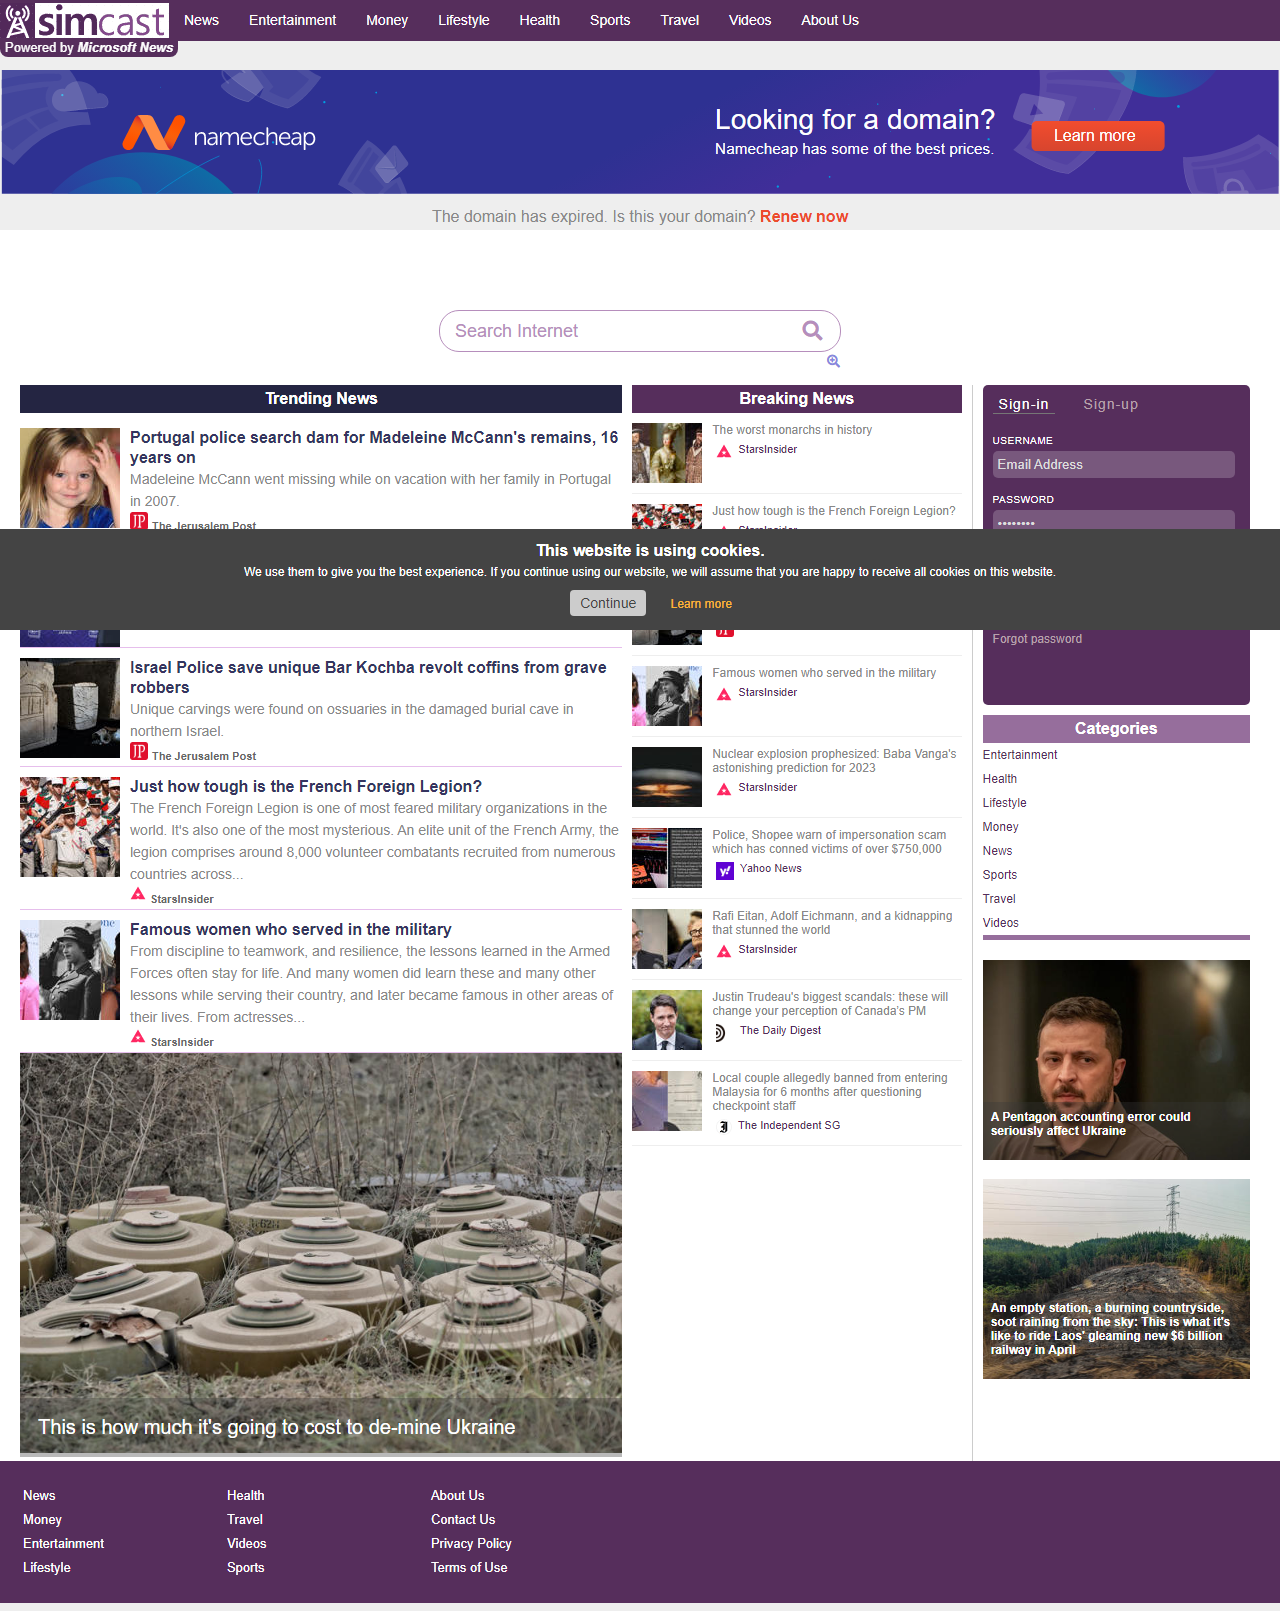 simcast
Powered by Microsoft News
News
Entertainment
Money
Lifestyle
Health
Sports
Travel
Videos
About Us
namecheap
Looking for a domain?
Namecheap has some of the best prices.
Learn more
The domain has expired. Is this your domain? Renew now
Search Internet
Trending News
Portugal police search dam for Madeleine McCann's remains, 16
years on
Madeleine McCann went missing while on vacation with her family in Portugal
in 2007.
JP The Jerusalem Post
Israel Police save unique Bar Kochba revolt coffins from grave
robbers
Unique carvings were found on ossuaries in the damaged burial cave in
northern Israel.
JP The Jerusalem Post
Just how tough is the French Foreign Legion?
The French Foreign Legion is one of most feared military organizations in the
world. It's also one of the most mysterious. An elite unit of the French Army, the
legion comprises around 8,000 volunteer combatants recruited from numerous
countries across...
StarsInsider
Famous women who served in the military
From discipline to teamwork, and resilience, the lessons learned in the Armed
Forces often stay for life. And many women did learn these and many other
lessons while serving their country, and later became famous in other areas of
their lives. From actresses...
StarsInsider
This is how much it's going to cost to de-mine Ukraine
Breaking News
The worst monarchs in history
StarsInsider
Just how tough is the French Foreign Legion?
StarsInsider
Famous women who served in the military
StarsInsider
Nuclear explosion prophesized: Baba Vanga's
astonishing prediction for 2023
StarsInsider
Police, Shopee warn of impersonation scam
which has conned victims of over $750,000
y! Yahoo News
Rafi Eitan, Adolf Eichmann, and a kidnapping
that stunned the world
StarsInsider
Justin Trudeau's biggest scandals: these will
change your perception of Canada's PM
The Daily Digest
Local couple allegedly banned from entering
Malaysia for 6 months after questioning
checkpoint staff
The Independent SG
Sign-in
Sign-up
USERNAME
Email Address
PASSWORD
••••••••
This website is using cookies.
We use them to give you the best experience. If you continue using our website, we will assume that you are happy to receive all cookies on this website.
Continue
Learn more
Forgot password
Categories
Entertainment
Health
Lifestyle
Money
News
Sports
Travel
Videos
A Pentagon accounting error could
seriously affect Ukraine
An empty station, a burning countryside,
soot raining from the sky: This is what it's
like to ride Laos' gleaming new $6 billion
railway in April
News
Money
Entertainment
Lifestyle
Health
Travel
Videos
Sports
About Us
Contact Us
Privacy Policy
Terms of Use